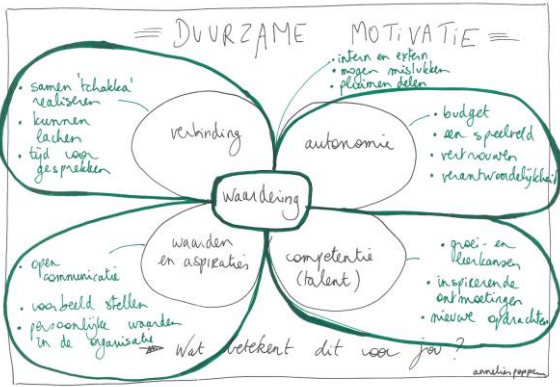 = DUURZAME MOTIVATIE =
• intern en extern
• mogen mislukken
• pluimen delen
• samen 'tchakka'
realiseren
• kunnen
lachen
• tijd voor
gesprekken
verbinding
autonomie
• budget
• een speelveld
• vertrouwen
• verantwoordelijkheid
waardering
waarden
en aspiraties
competentie
(talent)
• open
communicatie
• voorbeeld stellen
• persoonlijke waarden
in de organisatie
• groei- en
leerkansen
• inspirerende
ontmoetingen
• nieuwe opdrachten
Wat betekent dit voor jou?
anneliespoppe